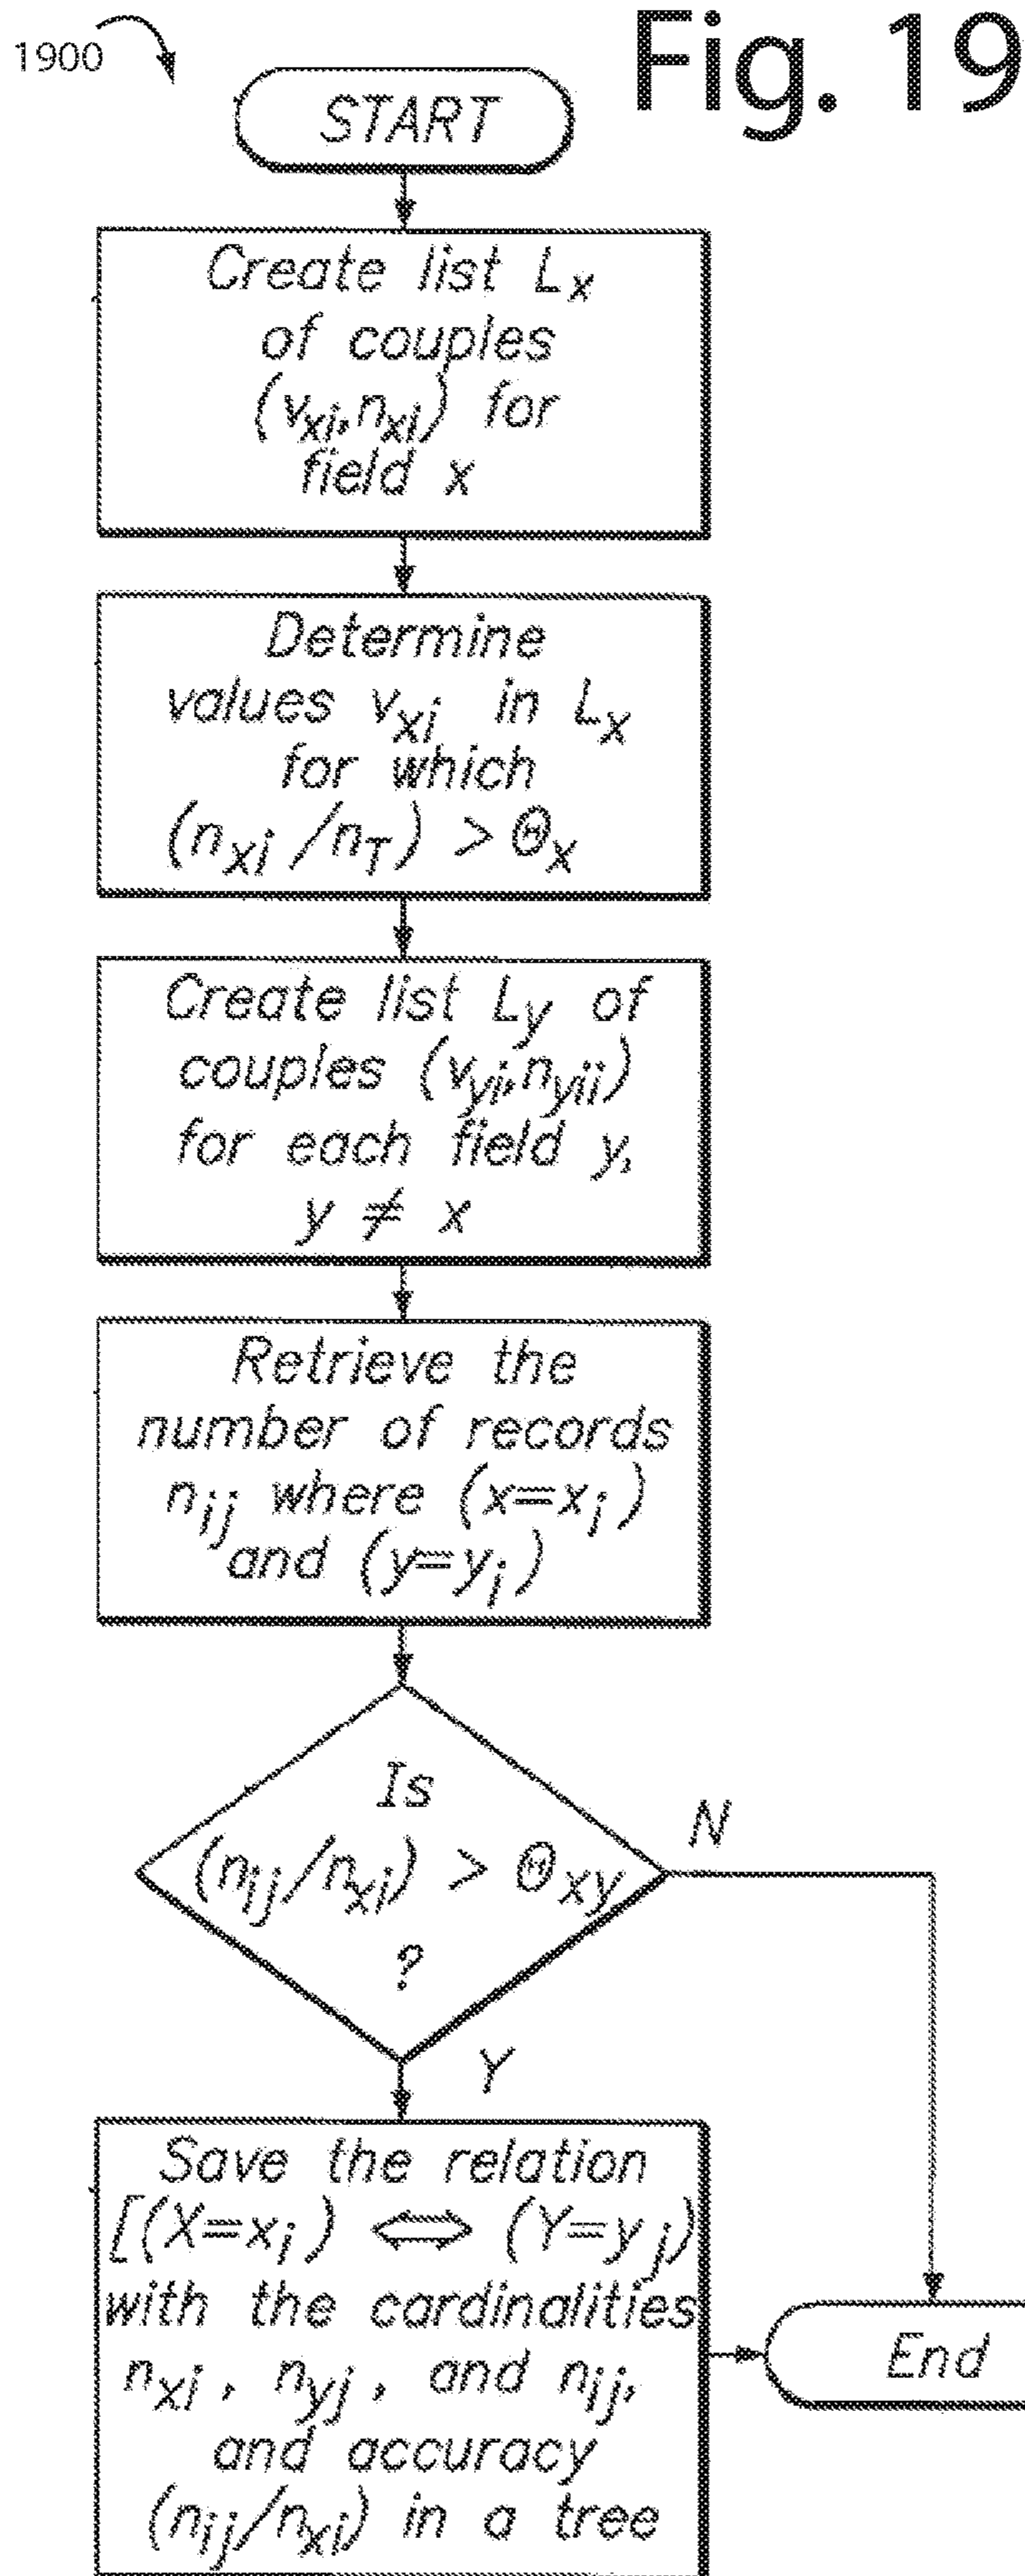 1900
Fig. 19
START
Create list Lx
of couples
(vxi, nxi) for
field x
Determine
values vxi in Lx
for which
(nxi /nT) > Θx
Create list Ly of
couples (vyi, nyii)
for each field y,
y ≠ x
Retrieve the
number of records
nij where (x=xi)
and (y=yi)
Is
(nij/nxi) > Θxy
?
N
Y
Save the relation
[(X=xi) ⇔ (Y=yj)
with the cardinalities
nxi, nyj, and nij,
and accuracy
(nij/nxi) in a tree
End